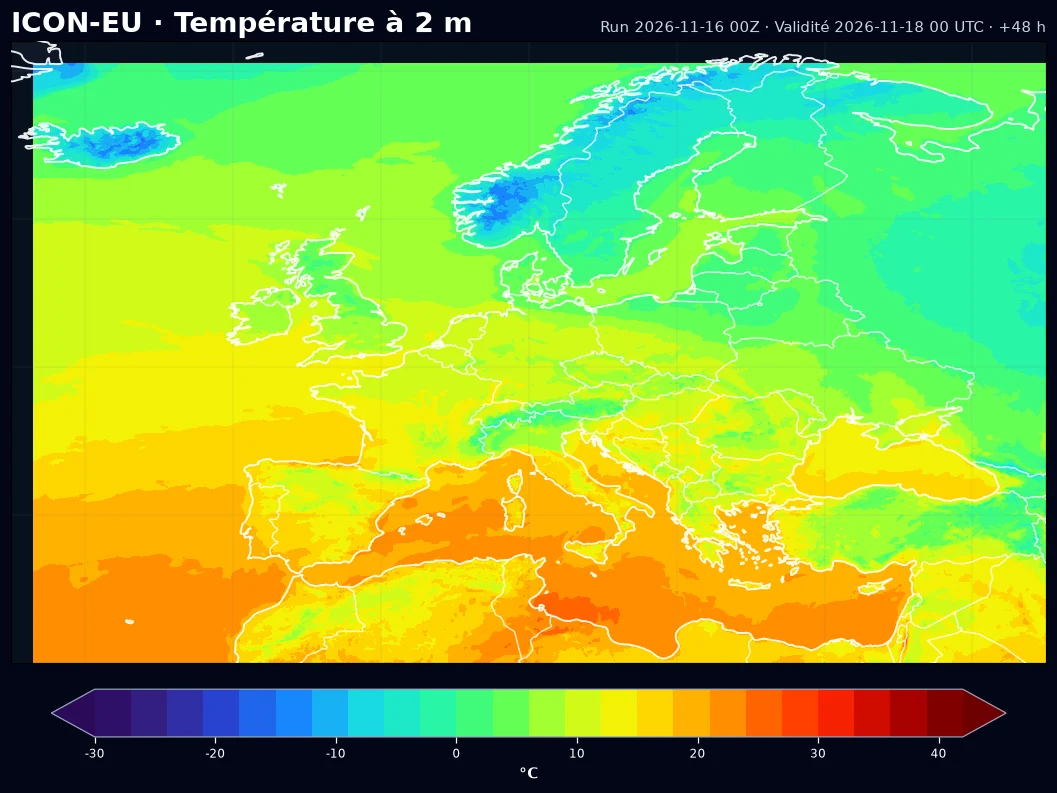 ICON-EU · Température à 2 m
Run 2026-11-16 00Z · Validité 2026-11-18 00 UTC · +48 h
-30 -20 -10 0 10 20 30 40
°C